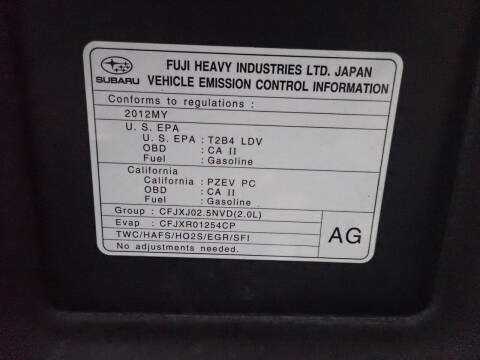 SUBARU
FUJI HEAVY INDUSTRIES LTD. JAPAN
VEHICLE EMISSION CONTROL INFORMATION
Conforms to regulations :
2012MY
U. S. EPA
U. S. EPA : T2B4 LDV
OBD : CA II
Fuel : Gasoline
California
California : PZEV PC
OBD : CA II
Fuel : Gasoline
Group : CFJXJ02.5NVD(2.0L)
Evap : CFJXR01254CP
TWC/HAFS/HO2S/EGR/SFI
No adjustments needed.
AG